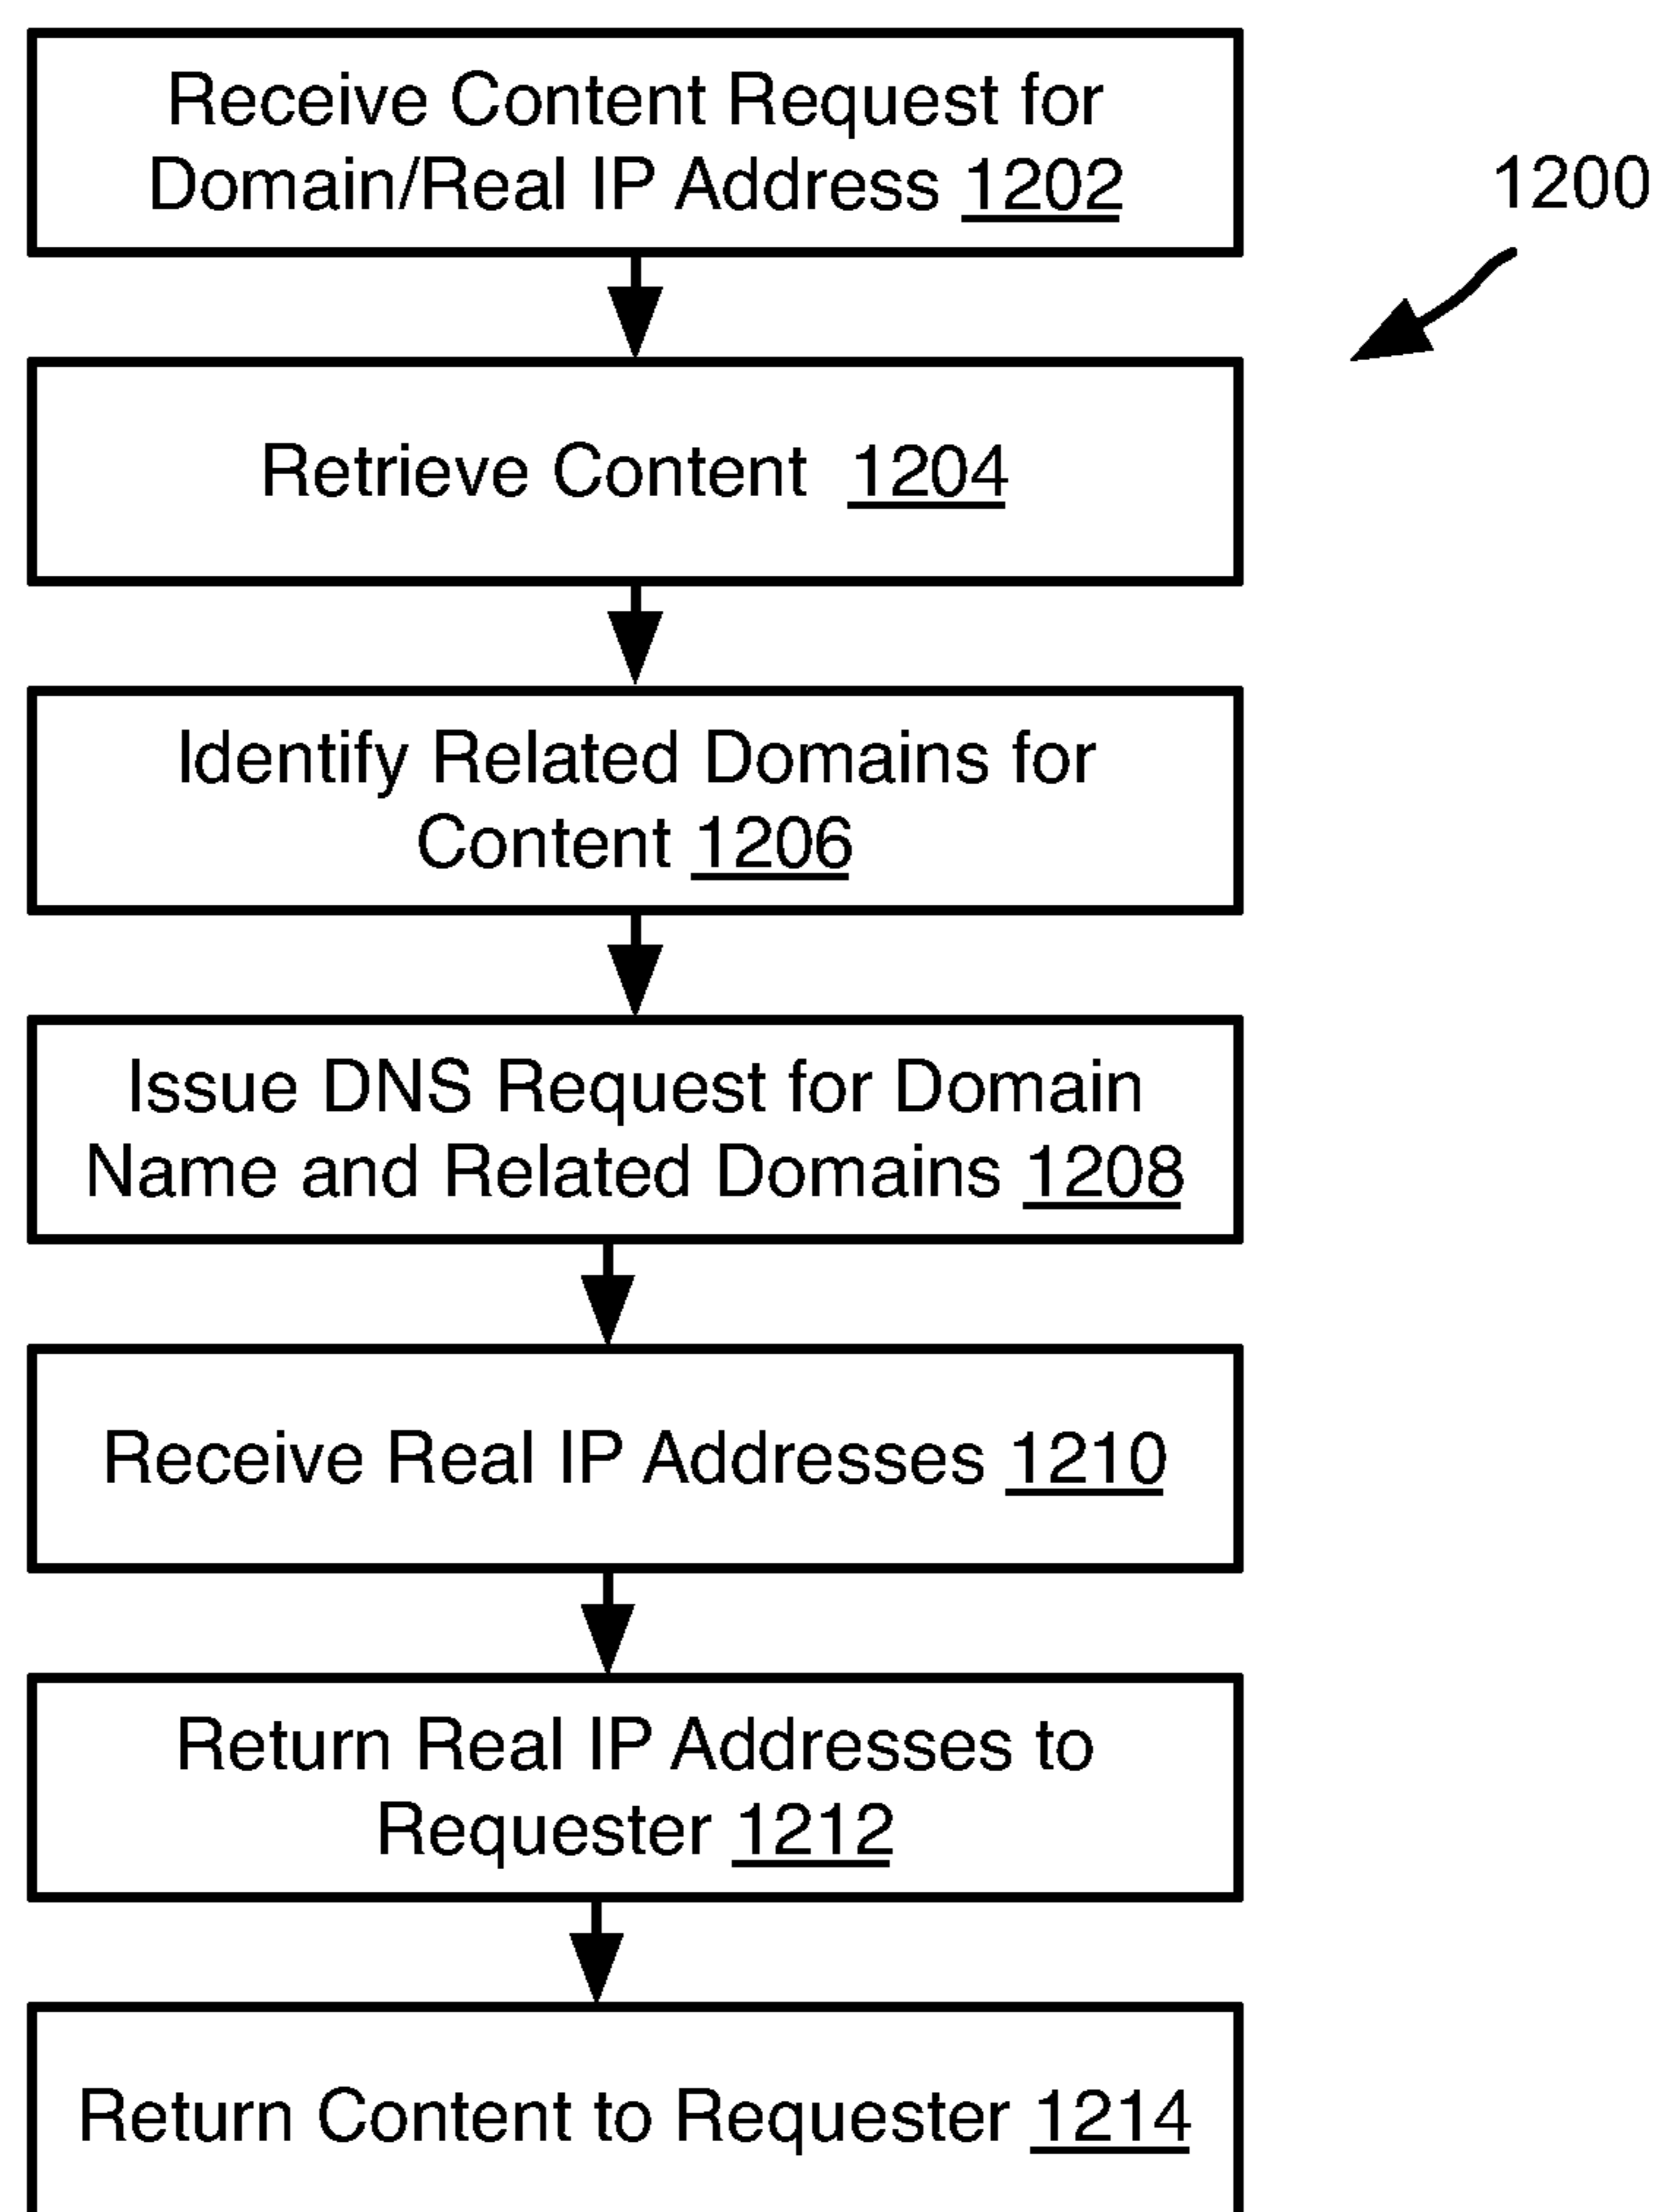 Receive Content Request for
Domain/Real IP Address 1202
1200
Retrieve Content 1204
Identify Related Domains for
Content 1206
Issue DNS Request for Domain
Name and Related Domains 1208
Receive Real IP Addresses 1210
Return Real IP Addresses to
Requester 1212
Return Content to Requester 1214